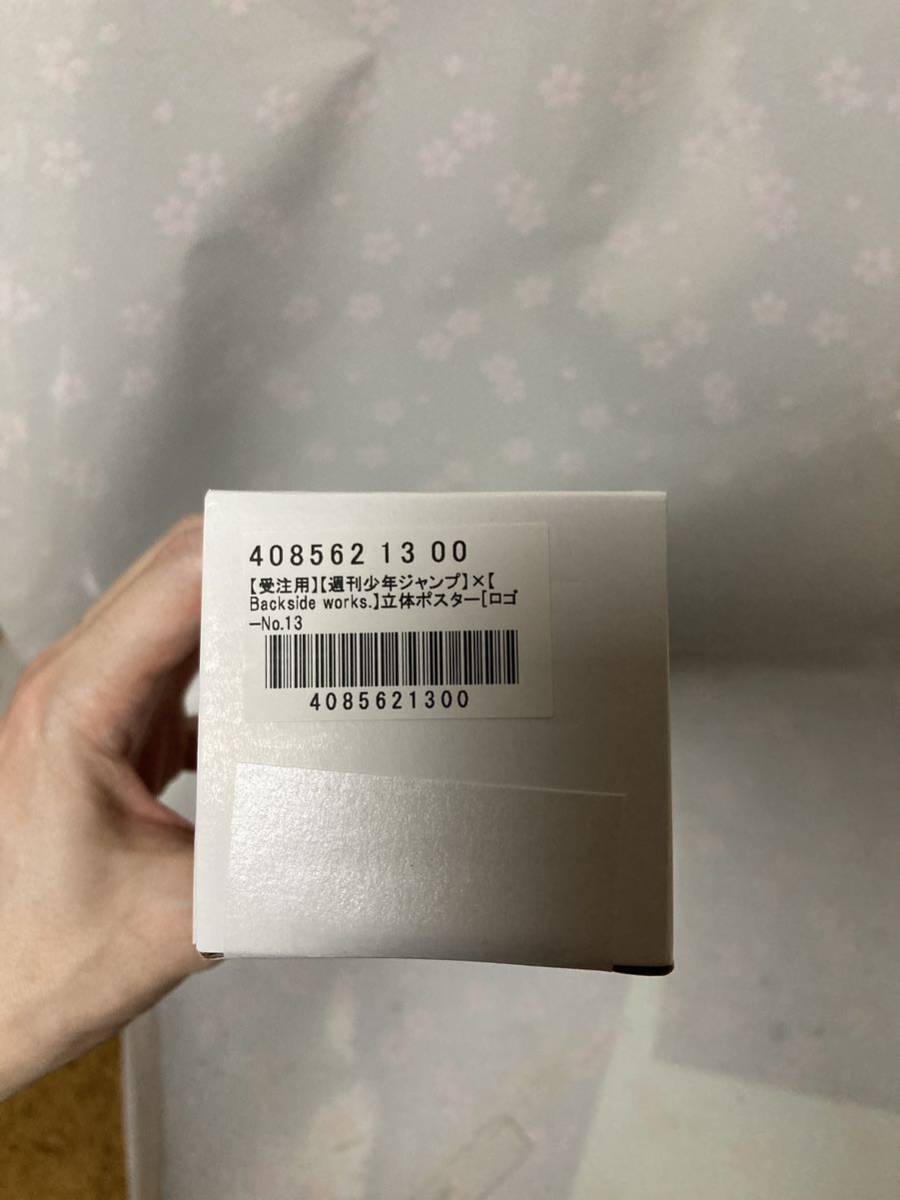 408562 13 00
【受注用】【週刊少年ジャンプ】×【
Backside works.】立体ポスター[ロゴ
ーNo.13
4085621300